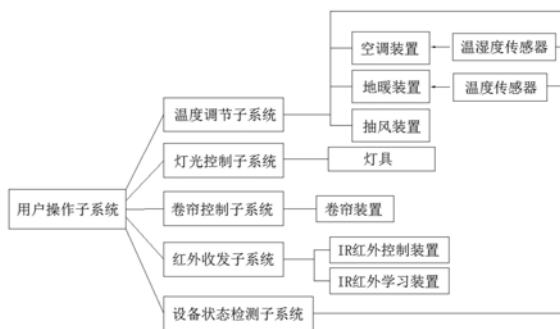 空调装置
温湿度传感器
地暖装置
温度传感器
温度调节子系统
抽风装置
灯光控制子系统
灯具
用户操作子系统
卷帘控制子系统
卷帘装置
红外收发子系统
IR红外控制装置
IR红外学习装置
设备状态检测子系统